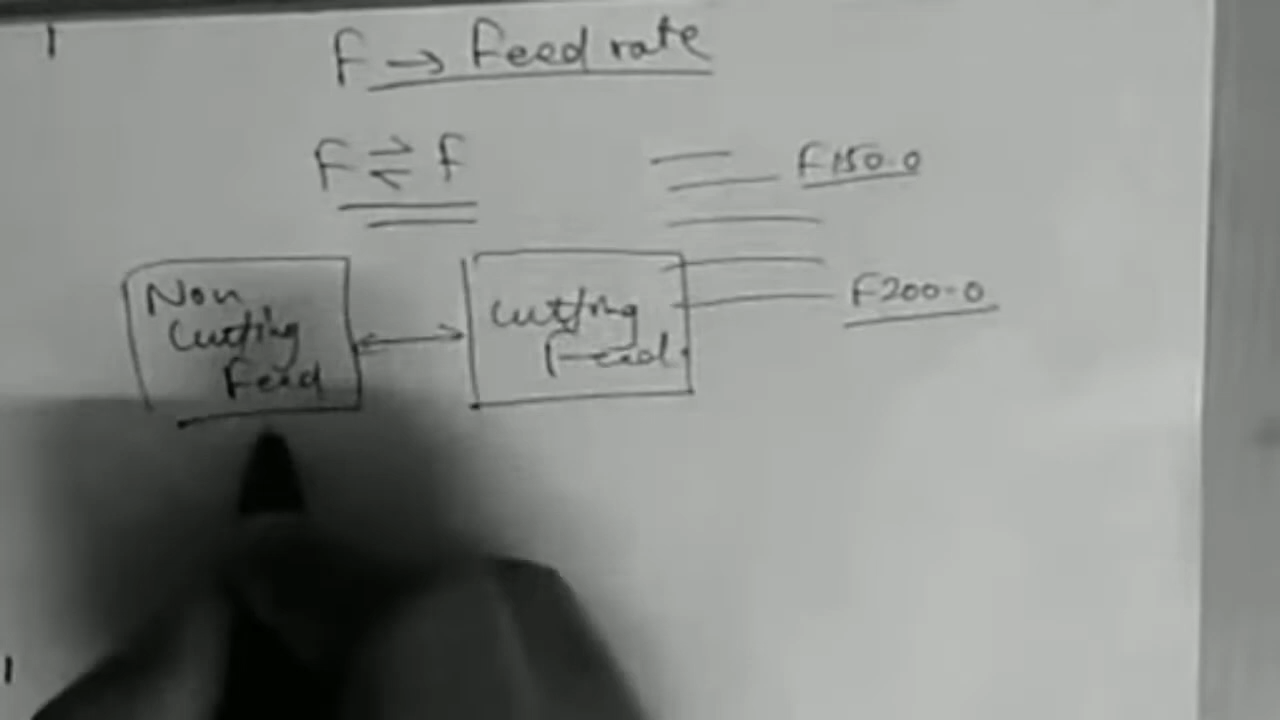 F → Feed rate
F ⇌ f
F150.0
F200.0
Non
Cutting
Feed
Cutting
Feed